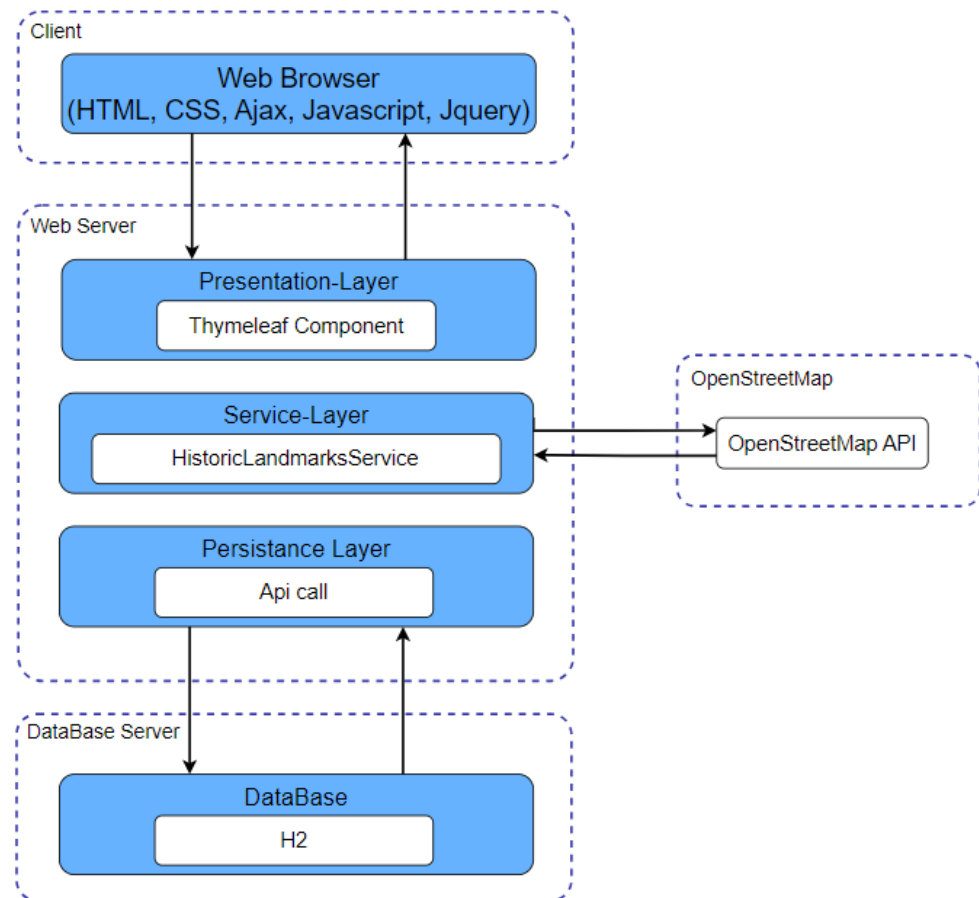 Client
Web Browser
(HTML, CSS, Ajax, Javascript, Jquery)
Web Server
Presentation-Layer
Thymeleaf Component
Service-Layer
HistoricLandmarksService
OpenStreetMap
OpenStreetMap API
Persistance Layer
Api call
DataBase Server
DataBase
H2